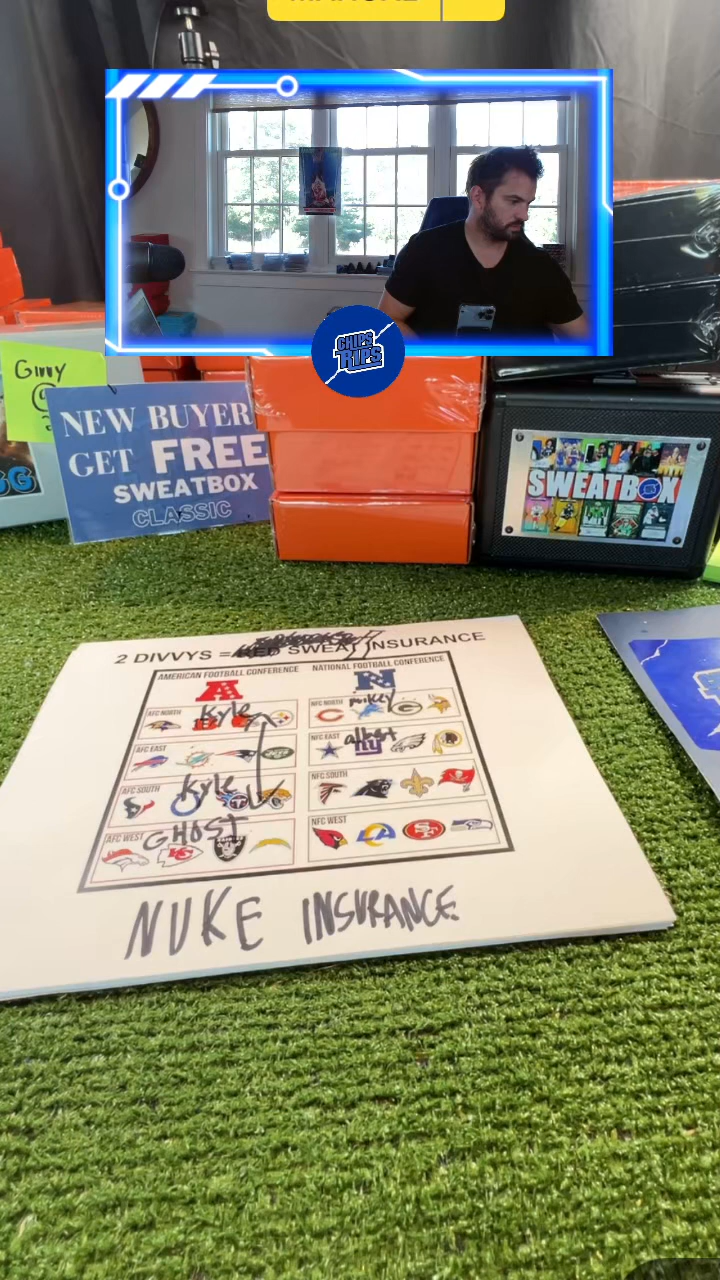 CHIPS
RIPS
Givvy
NEW BUYER
GET FREE
SWEATBOX
CLASSIC
SWEATBOX
2 DIVVYS = SWEAT INSURANCE
AMERICAN FOOTBALL CONFERENCE
NATIONAL FOOTBALL CONFERENCE
A
N
AFC NORTH Kyle
NFC NORTH mikey
AFC EAST
NFC EAST
AFC SOUTH Kyle
NFC SOUTH
AFC WEST GHOST
NFC WEST
NUKE INSURANCE